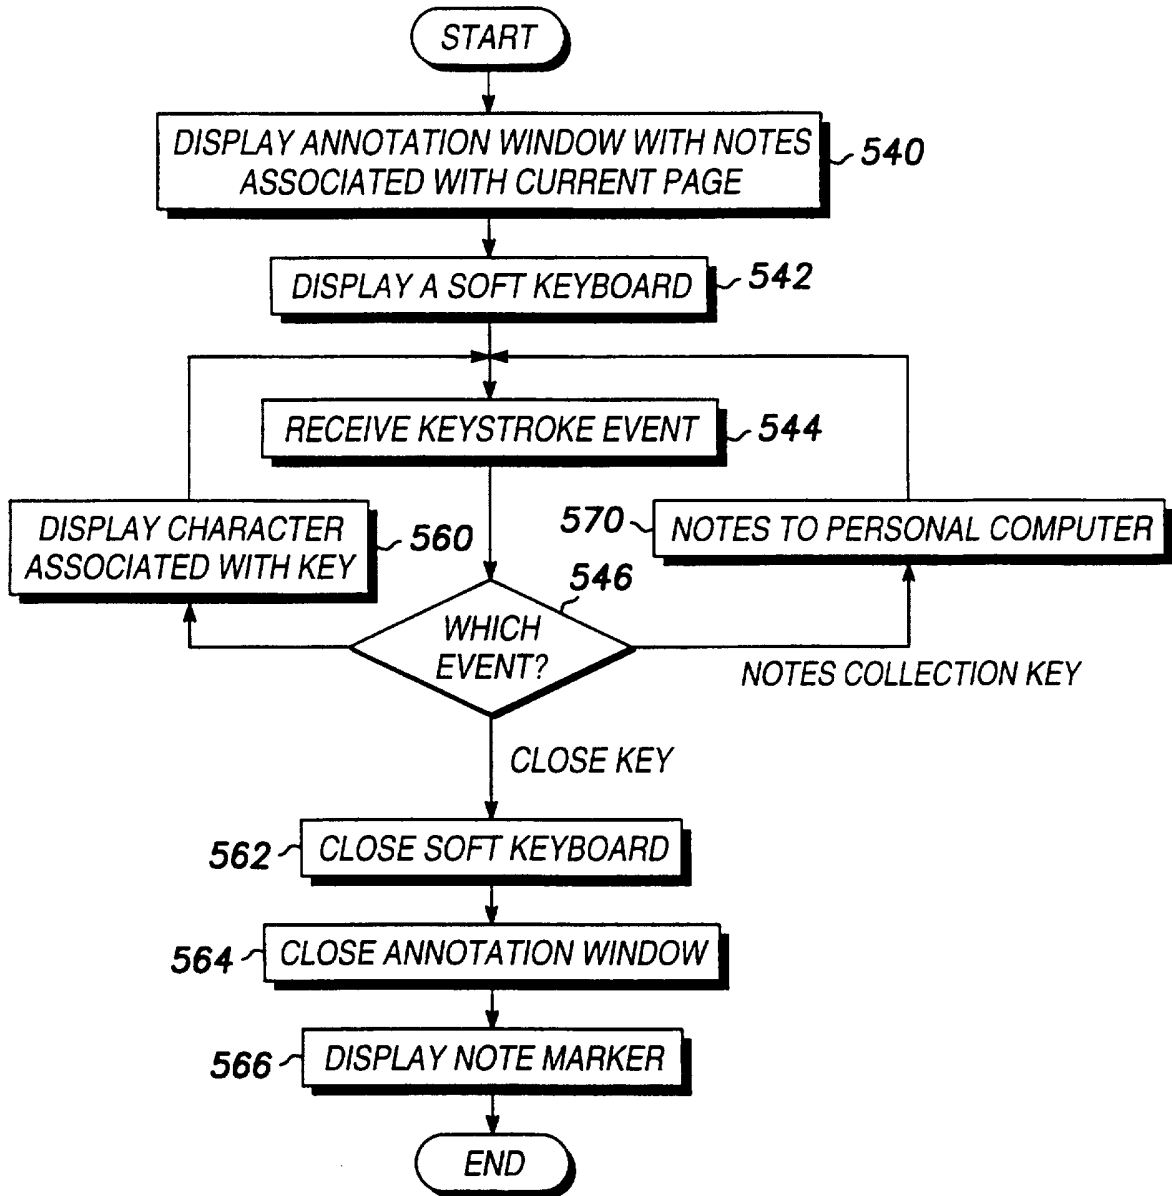 START
DISPLAY ANNOTATION WINDOW WITH NOTES
ASSOCIATED WITH CURRENT PAGE
540
DISPLAY A SOFT KEYBOARD
542
RECEIVE KEYSTROKE EVENT
544
DISPLAY CHARACTER
ASSOCIATED WITH KEY
560
570
NOTES TO PERSONAL COMPUTER
546
WHICH
EVENT?
NOTES COLLECTION KEY
CLOSE KEY
562
CLOSE SOFT KEYBOARD
564
CLOSE ANNOTATION WINDOW
566
DISPLAY NOTE MARKER
END